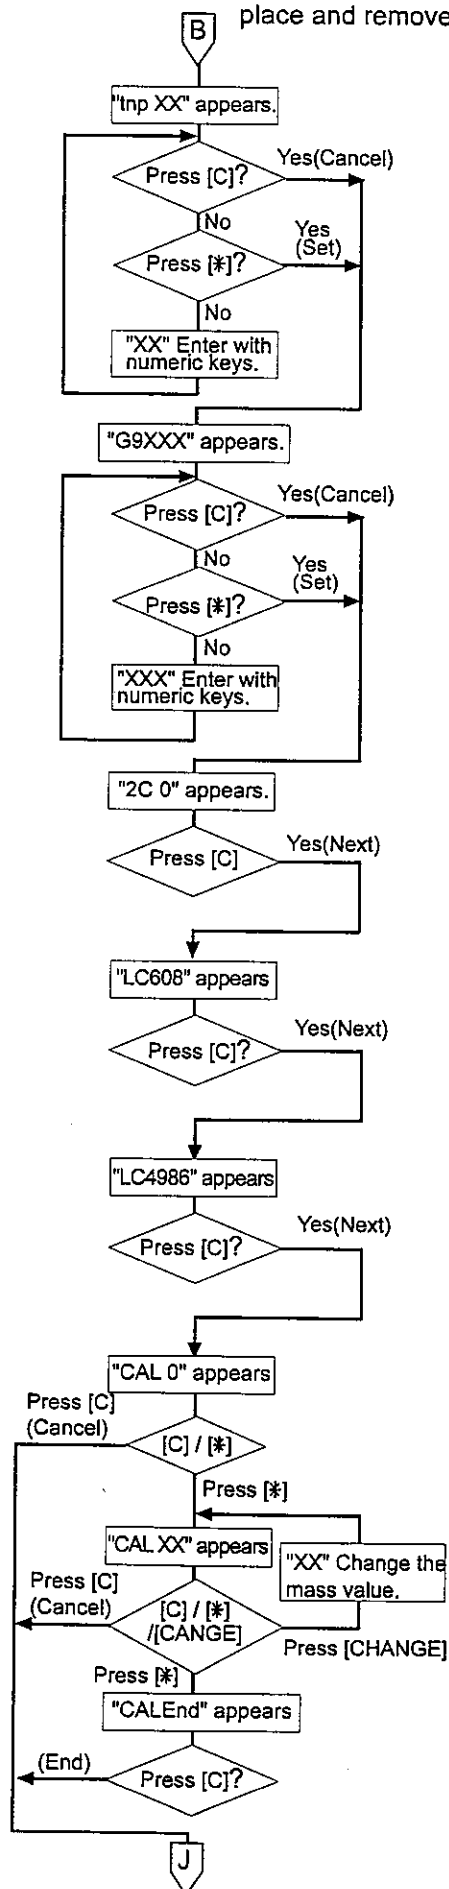 place and remove
B
"tnp XX" appears.
Press [C]?
Yes(Cancel)
No
Yes
(Set)
Press [*]?
No
"XX" Enter with
numeric keys.
"G9XXX" appears.
Press [C]?
Yes(Cancel)
No
Yes
(Set)
Press [*]?
No
"XXX" Enter with
numeric keys.
"2C 0" appears.
Press [C]
Yes(Next)
"LC608" appears
Press [C]?
Yes(Next)
"LC4986" appears
Press [C]?
Yes(Next)
"CAL 0" appears
Press [C]
(Cancel)
[C] / [*]
Press [*]
"CAL XX" appears
"XX" Change the
mass value.
Press [C]
(Cancel)
[C] / [*]
/[CANGE]
Press [CHANGE]
Press [*]
"CALEnd" appears
(End)
Press [C]?
J